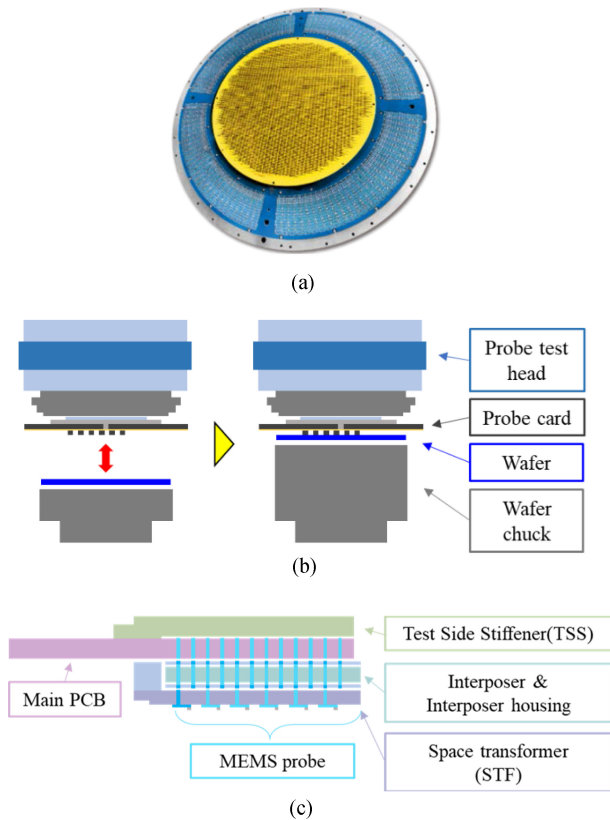 (a)
Probe test
head
Probe card
Wafer
Wafer
chuck
(b)
Test Side Stiffener(TSS)
Main PCB
Interposer &
Interposer housing
MEMS probe
Space transformer
(STF)
(c)